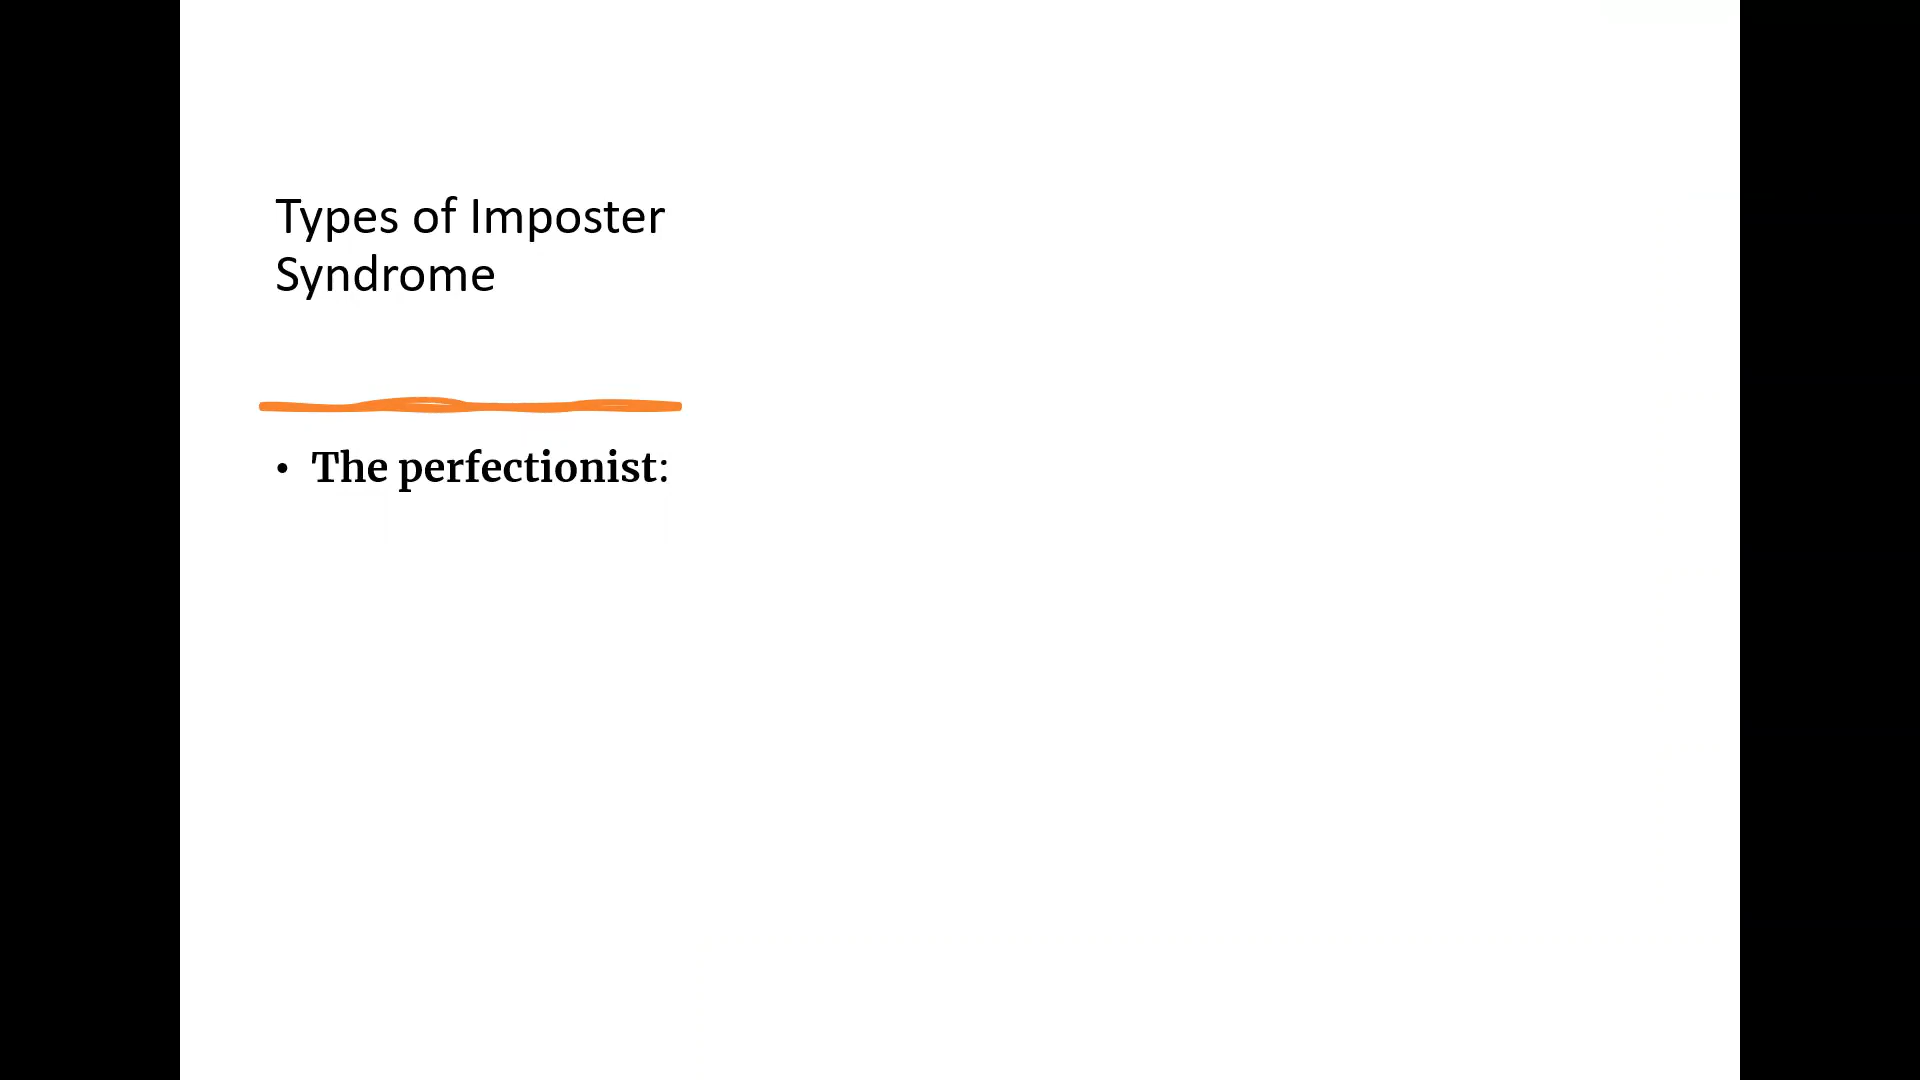 Types of Imposter
Syndrome
• The perfectionist: